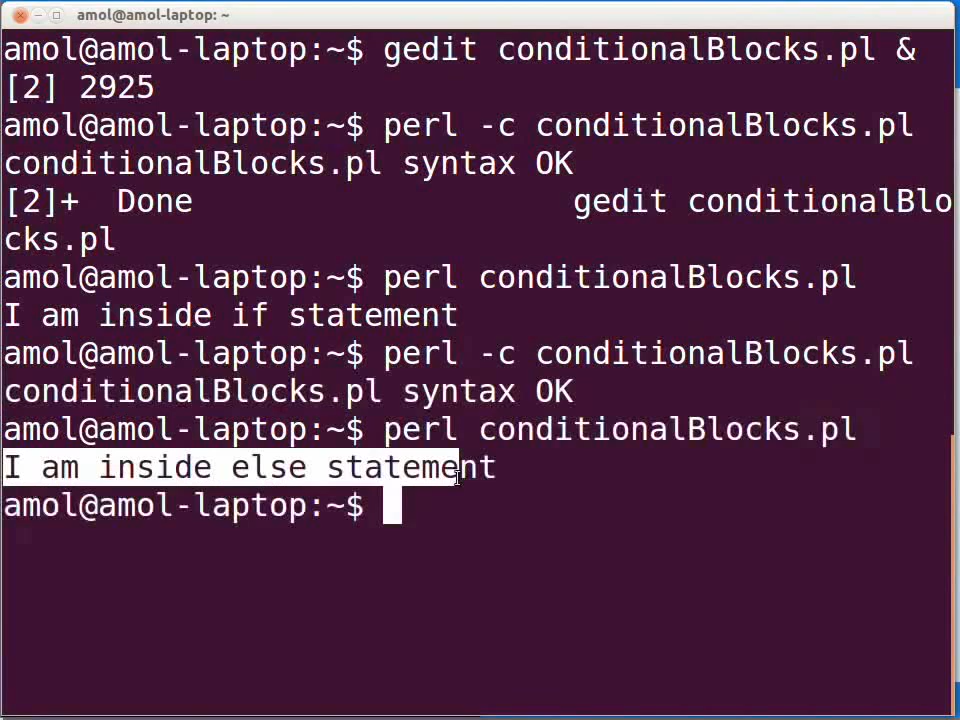 amol@amol-laptop: ~
amol@amol-laptop:~$ gedit conditionalBlocks.pl &
[2] 2925
amol@amol-laptop:~$ perl -c conditionalBlocks.pl
conditionalBlocks.pl syntax OK
[2]+  Done                    gedit conditionalBlo
cks.pl
amol@amol-laptop:~$ perl conditionalBlocks.pl
I am inside if statement
amol@amol-laptop:~$ perl -c conditionalBlocks.pl
conditionalBlocks.pl syntax OK
amol@amol-laptop:~$ perl conditionalBlocks.pl
I am inside else statement
amol@amol-laptop:~$